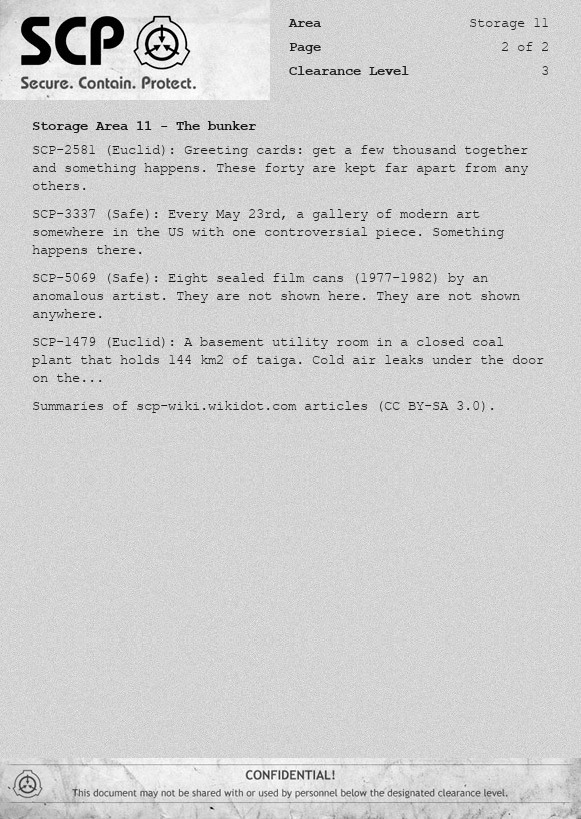 SCP
Secure. Contain. Protect.
Area Storage 11
Page 2 of 2
Clearance Level 3
Storage Area 11 - The bunker
SCP-2581 (Euclid): Greeting cards: get a few thousand together
and something happens. These forty are kept far apart from any
others.
SCP-3337 (Safe): Every May 23rd, a gallery of modern art
somewhere in the US with one controversial piece. Something
happens there.
SCP-5069 (Safe): Eight sealed film cans (1977-1982) by an
anomalous artist. They are not shown here. They are not shown
anywhere.
SCP-1479 (Euclid): A basement utility room in a closed coal
plant that holds 144 km2 of taiga. Cold air leaks under the door
on the...
Summaries of scp-wiki.wikidot.com articles (CC BY-SA 3.0).
CONFIDENTIAL!
This document may not be shared with or used by personnel below the designated clearance level.